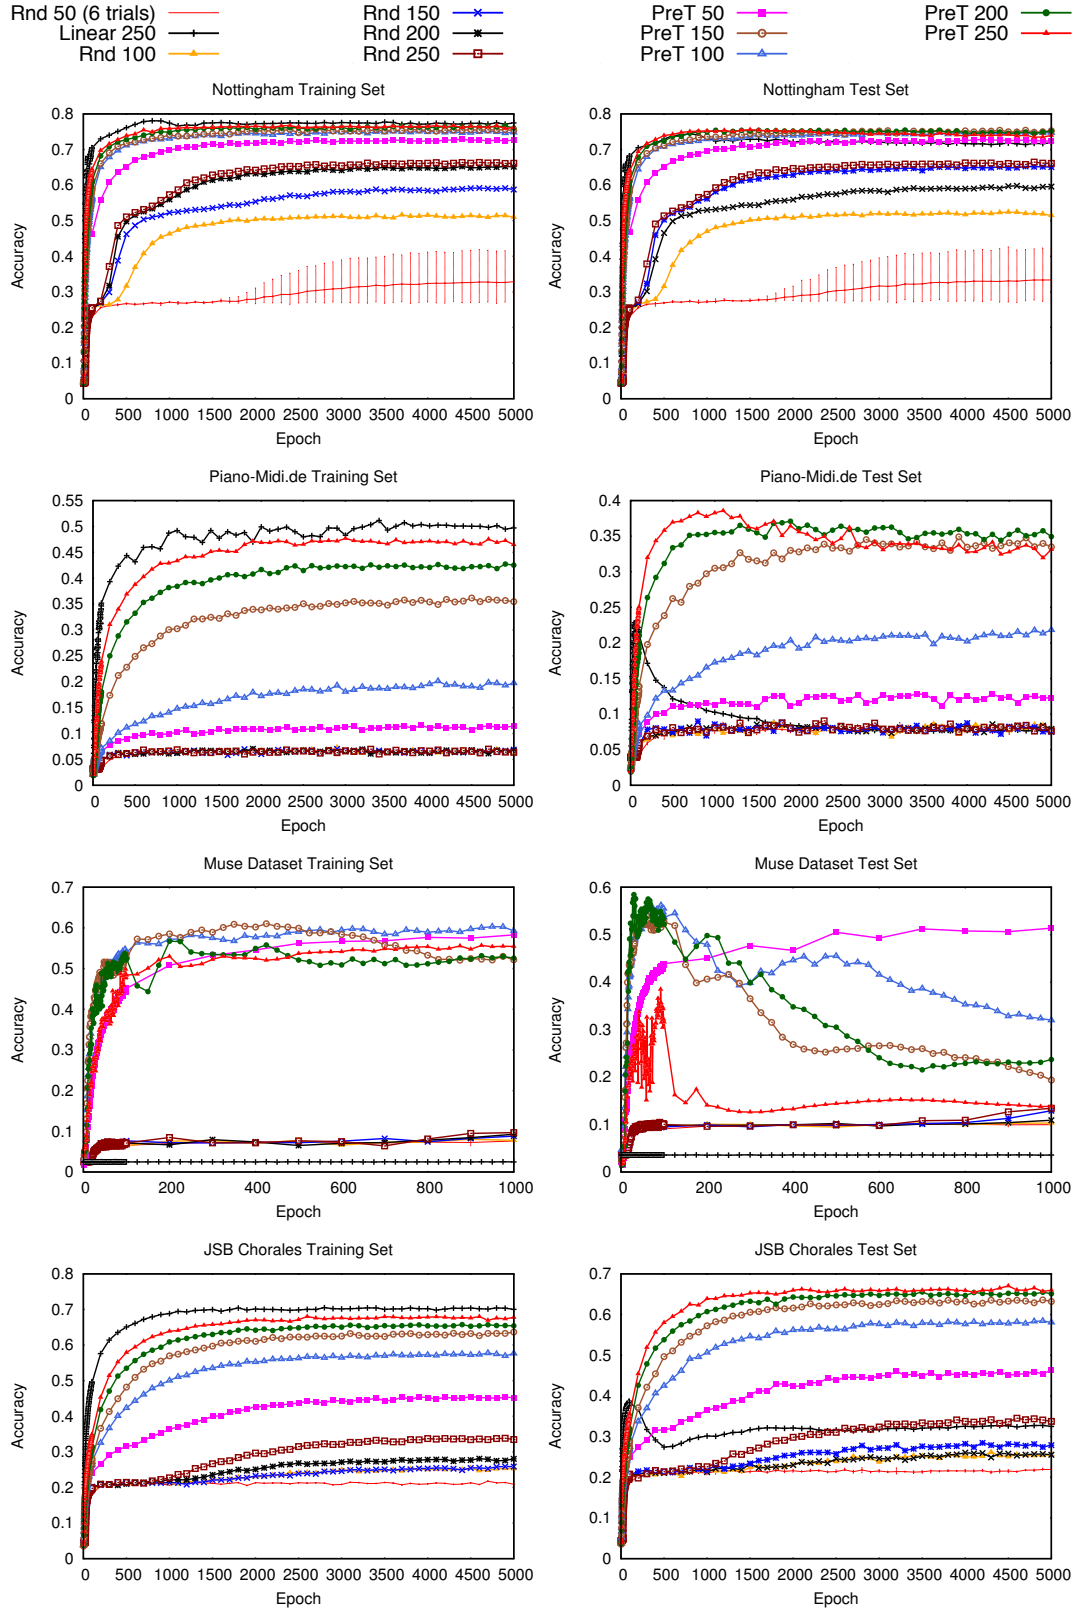 Rnd 50 (6 trials)
Linear 250
Rnd 100
Rnd 150
Rnd 200
Rnd 250
PreT 50
PreT 150
PreT 100
PreT 200
PreT 250
Nottingham Training Set
0.8
0.7
0.6
0.5
0.4
0.3
0.2
0.1
0
Accuracy
0 500 1000 1500 2000 2500 3000 3500 4000 4500 5000
Epoch
Nottingham Test Set
0.8
0.7
0.6
0.5
0.4
0.3
0.2
0.1
0
Accuracy
0 500 1000 1500 2000 2500 3000 3500 4000 4500 5000
Epoch
Piano-Midi.de Training Set
0.55
0.5
0.45
0.4
0.35
0.3
0.25
0.2
0.15
0.1
0.05
0
Accuracy
0 500 1000 1500 2000 2500 3000 3500 4000 4500 5000
Epoch
Piano-Midi.de Test Set
0.4
0.35
0.3
0.25
0.2
0.15
0.1
0.05
0
Accuracy
0 500 1000 1500 2000 2500 3000 3500 4000 4500 5000
Epoch
Muse Dataset Training Set
0.7
0.6
0.5
0.4
0.3
0.2
0.1
0
Accuracy
0 200 400 600 800 1000
Epoch
Muse Dataset Test Set
0.6
0.5
0.4
0.3
0.2
0.1
0
Accuracy
0 200 400 600 800 1000
Epoch
JSB Chorales Training Set
0.8
0.7
0.6
0.5
0.4
0.3
0.2
0.1
0
Accuracy
0 500 1000 1500 2000 2500 3000 3500 4000 4500 5000
Epoch
JSB Chorales Test Set
0.7
0.6
0.5
0.4
0.3
0.2
0.1
0
Accuracy
0 500 1000 1500 2000 2500 3000 3500 4000 4500 5000
Epoch